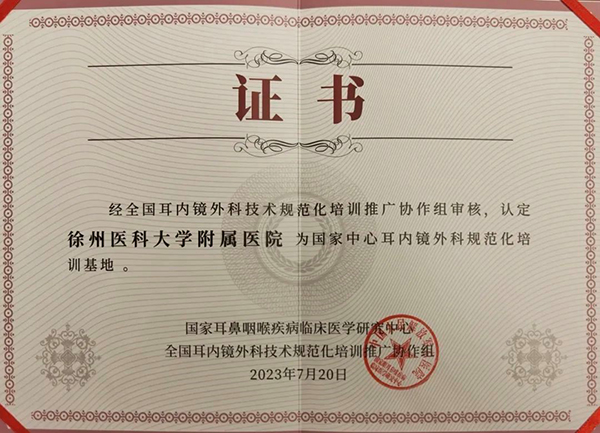 证书
经全国耳内镜外科技术规范化培训推广协作组审核，认定
徐州医科大学附属医院 为国家中心耳内镜外科规范化培
训基地。
国家耳鼻咽喉疾病临床医学研究中心
全国耳内镜外科技术规范化培训推广协作组
2023年7月20日